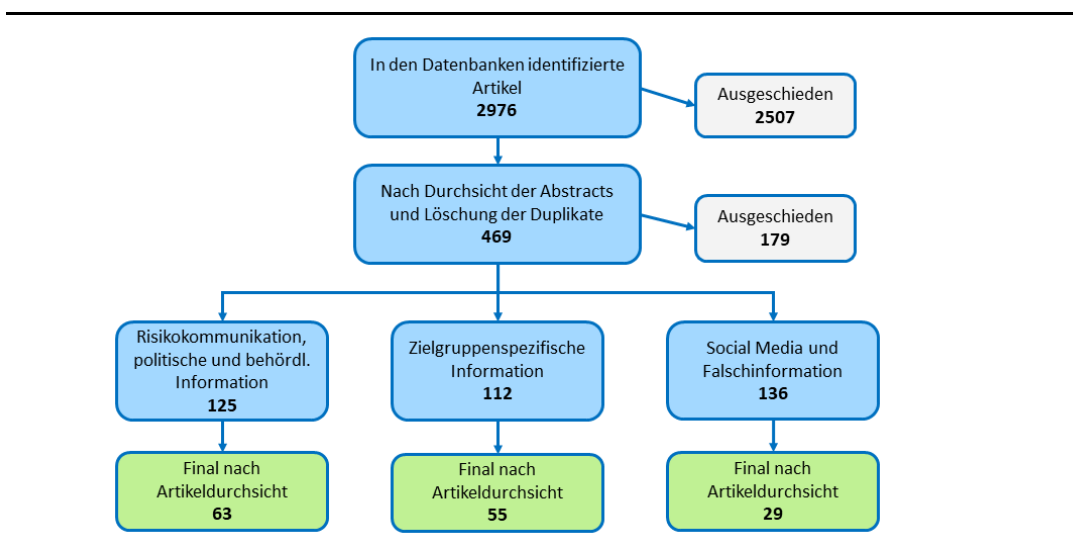 In den Datenbanken identifizierte
Artikel
2976
Ausgeschieden
2507
Nach Durchsicht der Abstracts
und Löschung der Duplikate
469
Ausgeschieden
179
Risikokommunikation,
politische und behördl.
Information
125
Zielgruppenspezifische
Information
112
Social Media und
Falschinformation
136
Final nach
Artikeldurchsicht
63
Final nach
Artikeldurchsicht
55
Final nach
Artikeldurchsicht
29